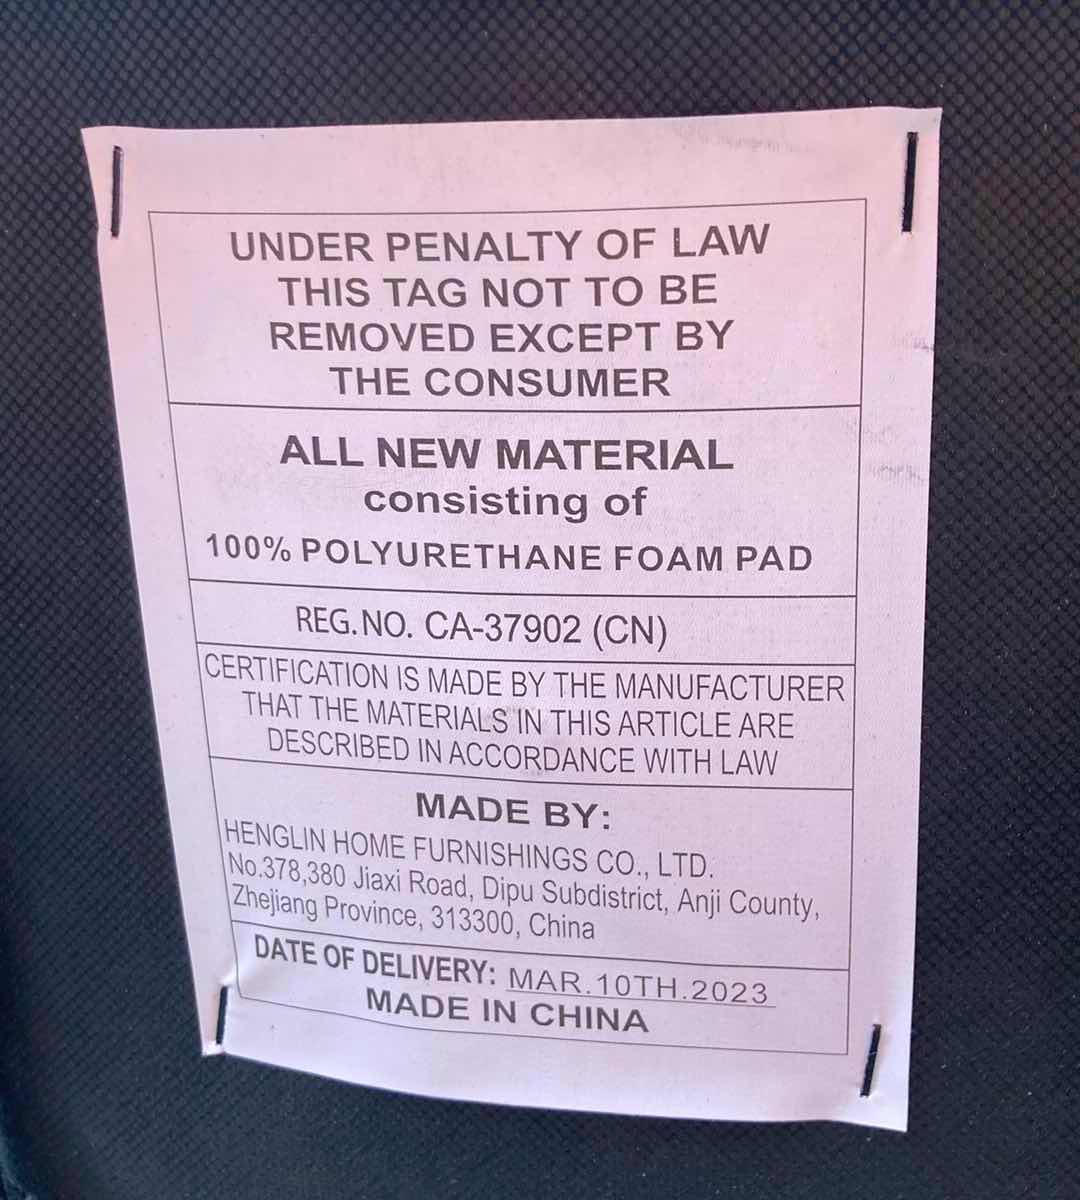 UNDER PENALTY OF LAW
THIS TAG NOT TO BE
REMOVED EXCEPT BY
THE CONSUMER
ALL NEW MATERIAL
consisting of
100% POLYURETHANE FOAM PAD
REG.NO. CA-37902 (CN)
CERTIFICATION IS MADE BY THE MANUFACTURER
THAT THE MATERIALS IN THIS ARTICLE ARE
DESCRIBED IN ACCORDANCE WITH LAW
MADE BY:
HENGLIN HOME FURNISHINGS CO., LTD.
No.378,380 Jiaxi Road, Dipu Subdistrict, Anji County,
Zhejiang Province, 313300, China
DATE OF DELIVERY: MAR.10TH.2023
MADE IN CHINA